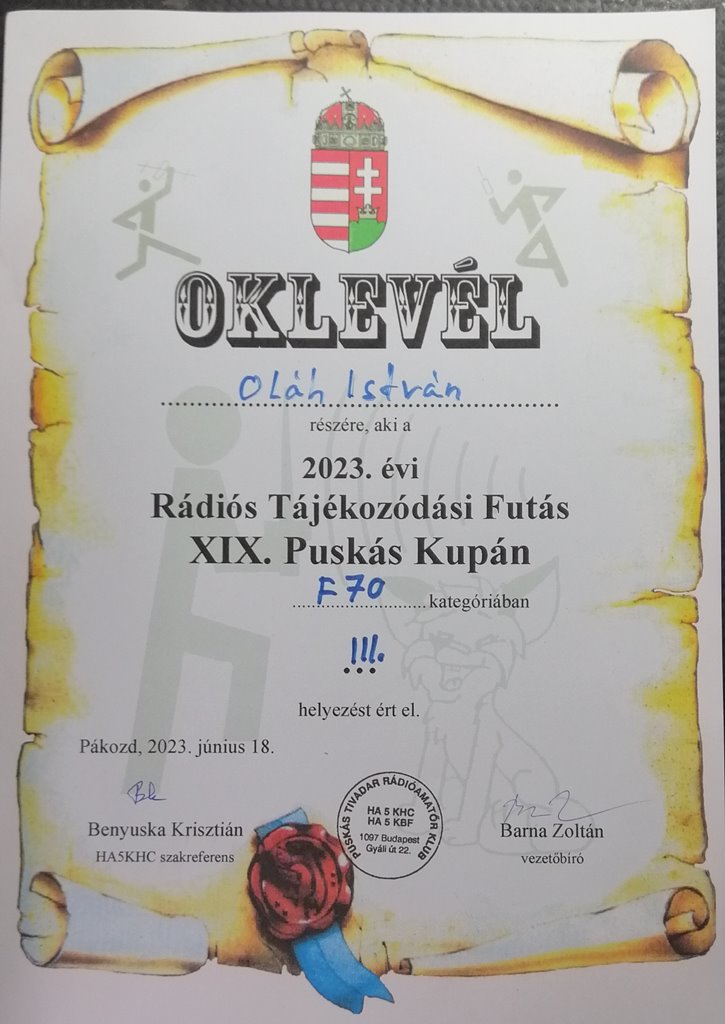 OKLEVÉL
Oláh István
részére, aki a
2023. évi
Rádiós Tájékozódási Futás
XIX. Puskás Kupán
F70 kategóriában
III.
helyezést ért el.
Pákozd, 2023. június 18.
Benyuska Krisztián
HA5KHC szakreferens
PUSKÁS TIVADAR RÁDIÓAMATŐR KLUB
HA 5 KHC
HA 5 KBF
1097 Budapest
Gyáli út 22.
Barna Zoltán
vezetőbíró